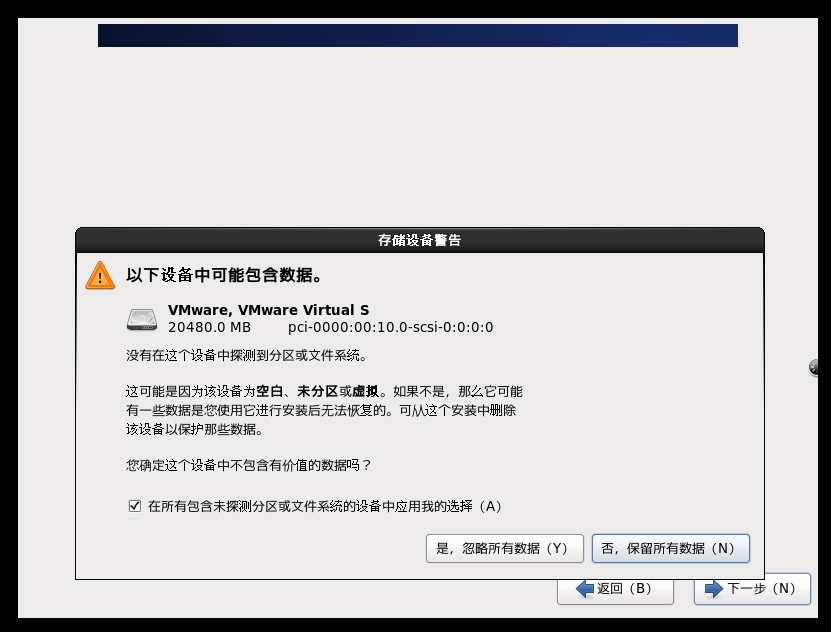 存储设备警告
以下设备中可能包含数据。
VMware, VMware Virtual S
20480.0 MB pci-0000:00:10.0-scsi-0:0:0:0
没有在这个设备中探测到分区或文件系统。
这可能是因为该设备为空白、未分区或虚拟。如果不是，那么它可能
有一些数据是您使用它进行安装后无法恢复的。可从这个安装中删除
该设备以保护那些数据。
您确定这个设备中不包含有价值的数据吗？
在所有包含未探测分区或文件系统的设备中应用我的选择（A）
是，忽略所有数据（Y） 否，保留所有数据（N）
返回（B） 下一步（N）